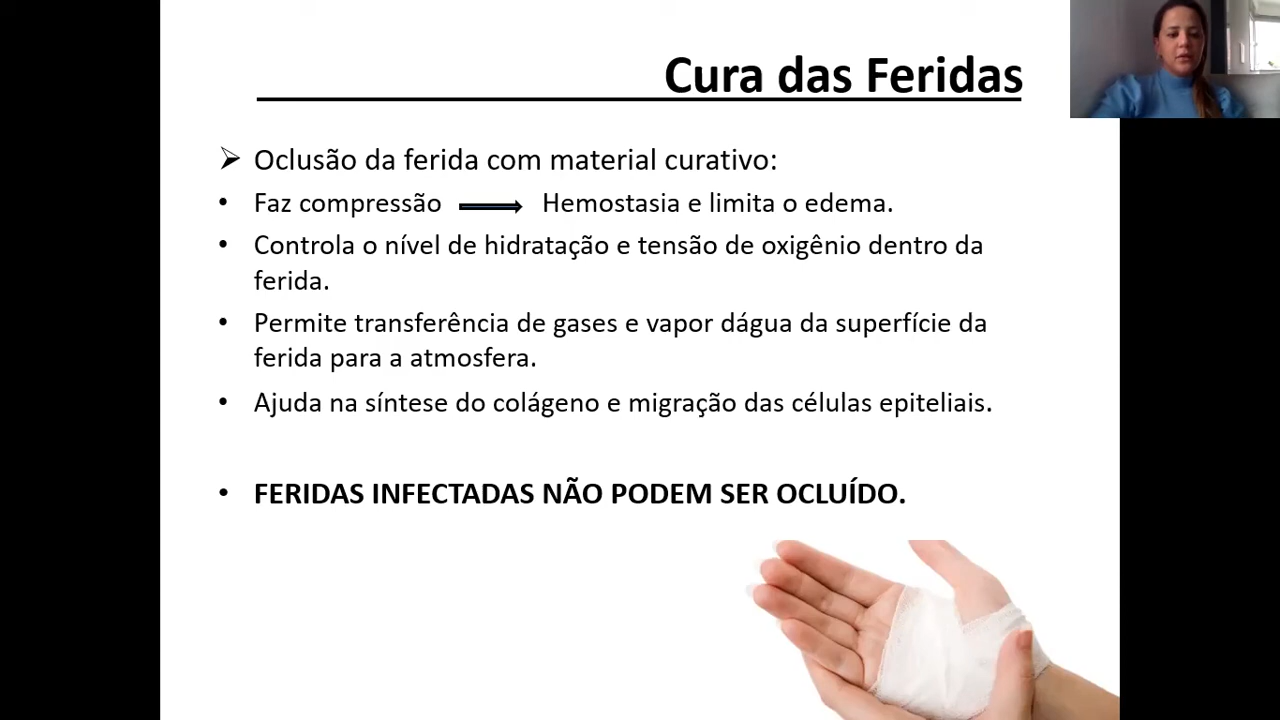 Cura das Feridas
Oclusão da ferida com material curativo:
Faz compressão Hemostasia e limita o edema.
Controla o nível de hidratação e tensão de oxigênio dentro da
ferida.
Permite transferência de gases e vapor dágua da superfície da
ferida para a atmosfera.
Ajuda na síntese do colágeno e migração das células epiteliais.
FERIDAS INFECTADAS NÃO PODEM SER OCLUÍDO.